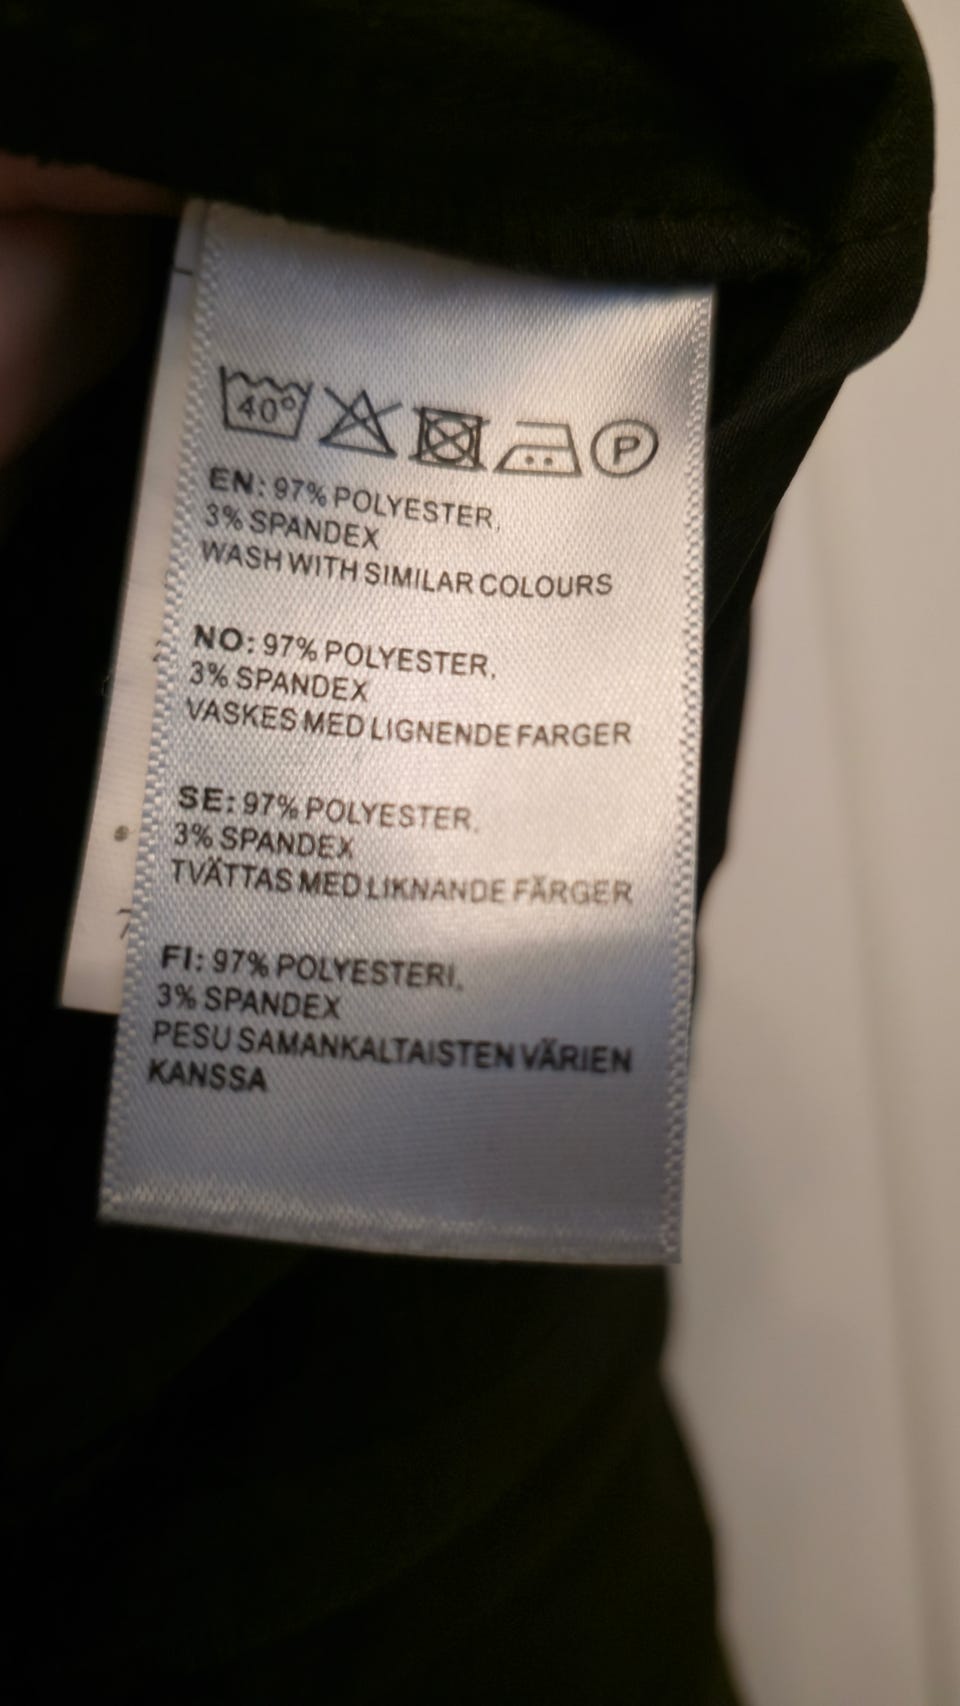 40°
P
EN: 97% POLYESTER,
3% SPANDEX
WASH WITH SIMILAR COLOURS
NO: 97% POLYESTER,
3% SPANDEX
VASKES MED LIGNENDE FARGER
SE: 97% POLYESTER,
3% SPANDEX
TVÄTTAS MED LIKNANDE FÄRGER
FI: 97% POLYESTERI,
3% SPANDEX
PESU SAMANKALTAISTEN VÄRIEN
KANSSA